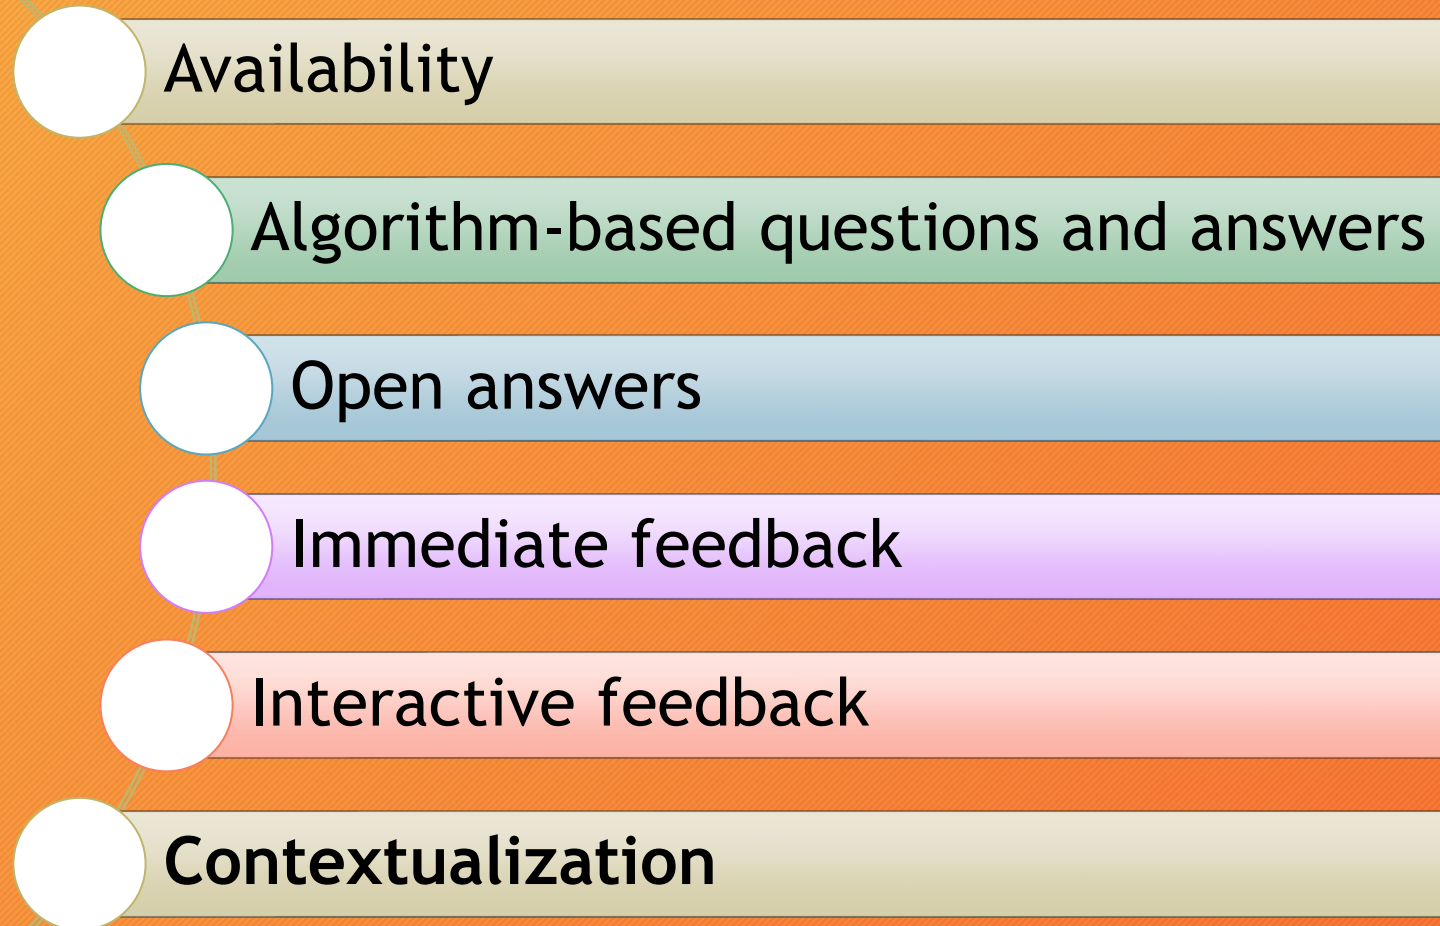 Availability
Algorithm-based questions and answers
Open answers
Immediate feedback
Interactive feedback
Contextualization